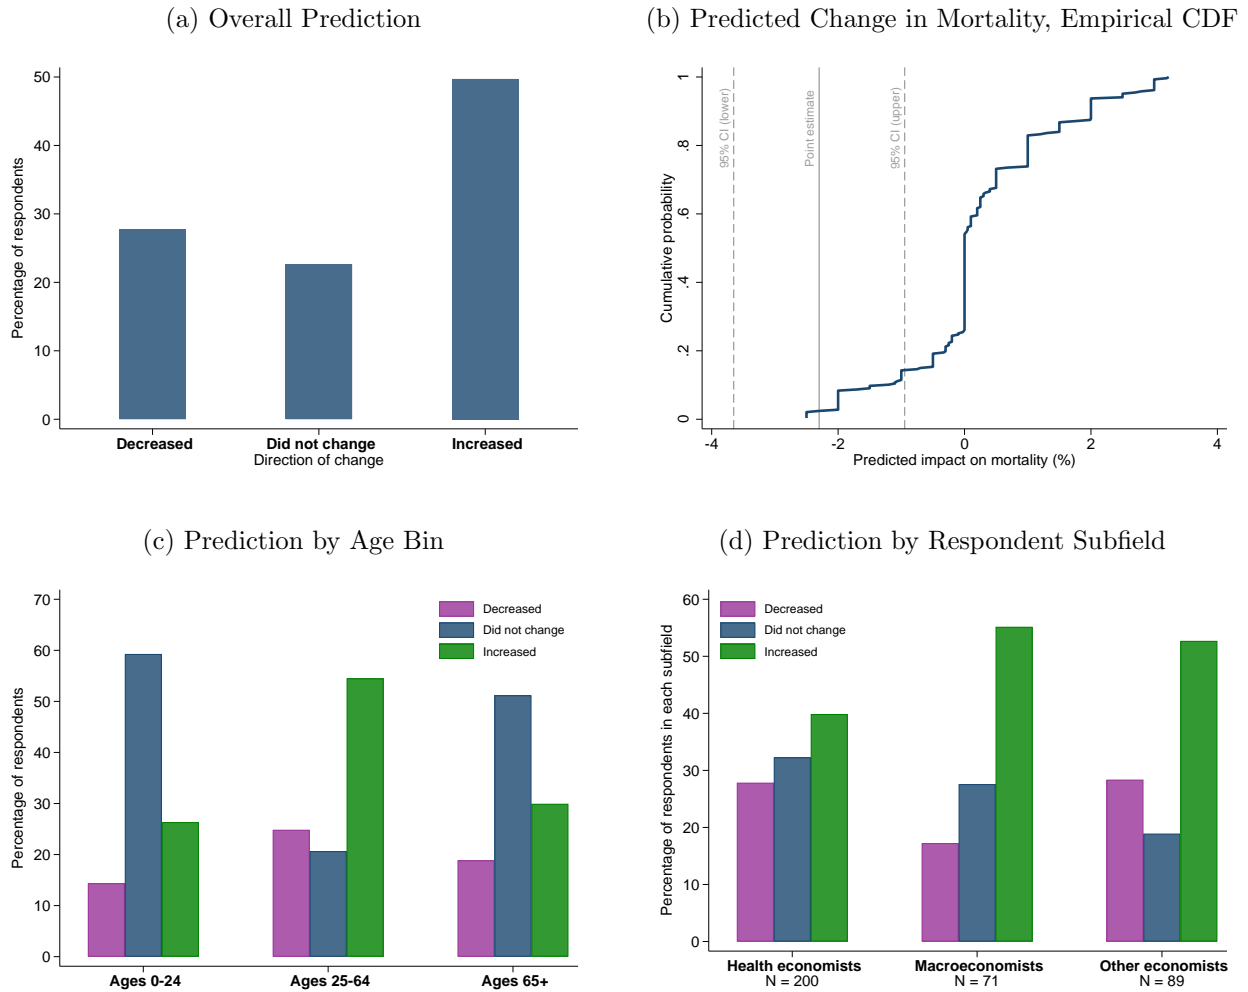 (a) Overall Prediction
50
40
30
20
10
0
Percentage of respondents
Decreased
Did not change
Increased
Direction of change
(b) Predicted Change in Mortality, Empirical CDF
1
.8
.6
.4
.2
0
Cumulative probability
95% CI (lower)
Point estimate
95% CI (upper)
-4
-2
0
2
4
Predicted impact on mortality (%)
(c) Prediction by Age Bin
70
60
50
40
30
20
10
0
Percentage of respondents
Decreased
Did not change
Increased
Ages 0-24
Ages 25-64
Ages 65+
(d) Prediction by Respondent Subfield
60
50
40
30
20
10
0
Percentage of respondents in each subfield
Decreased
Did not change
Increased
Health economists
N = 200
Macroeconomists
N = 71
Other economists
N = 89